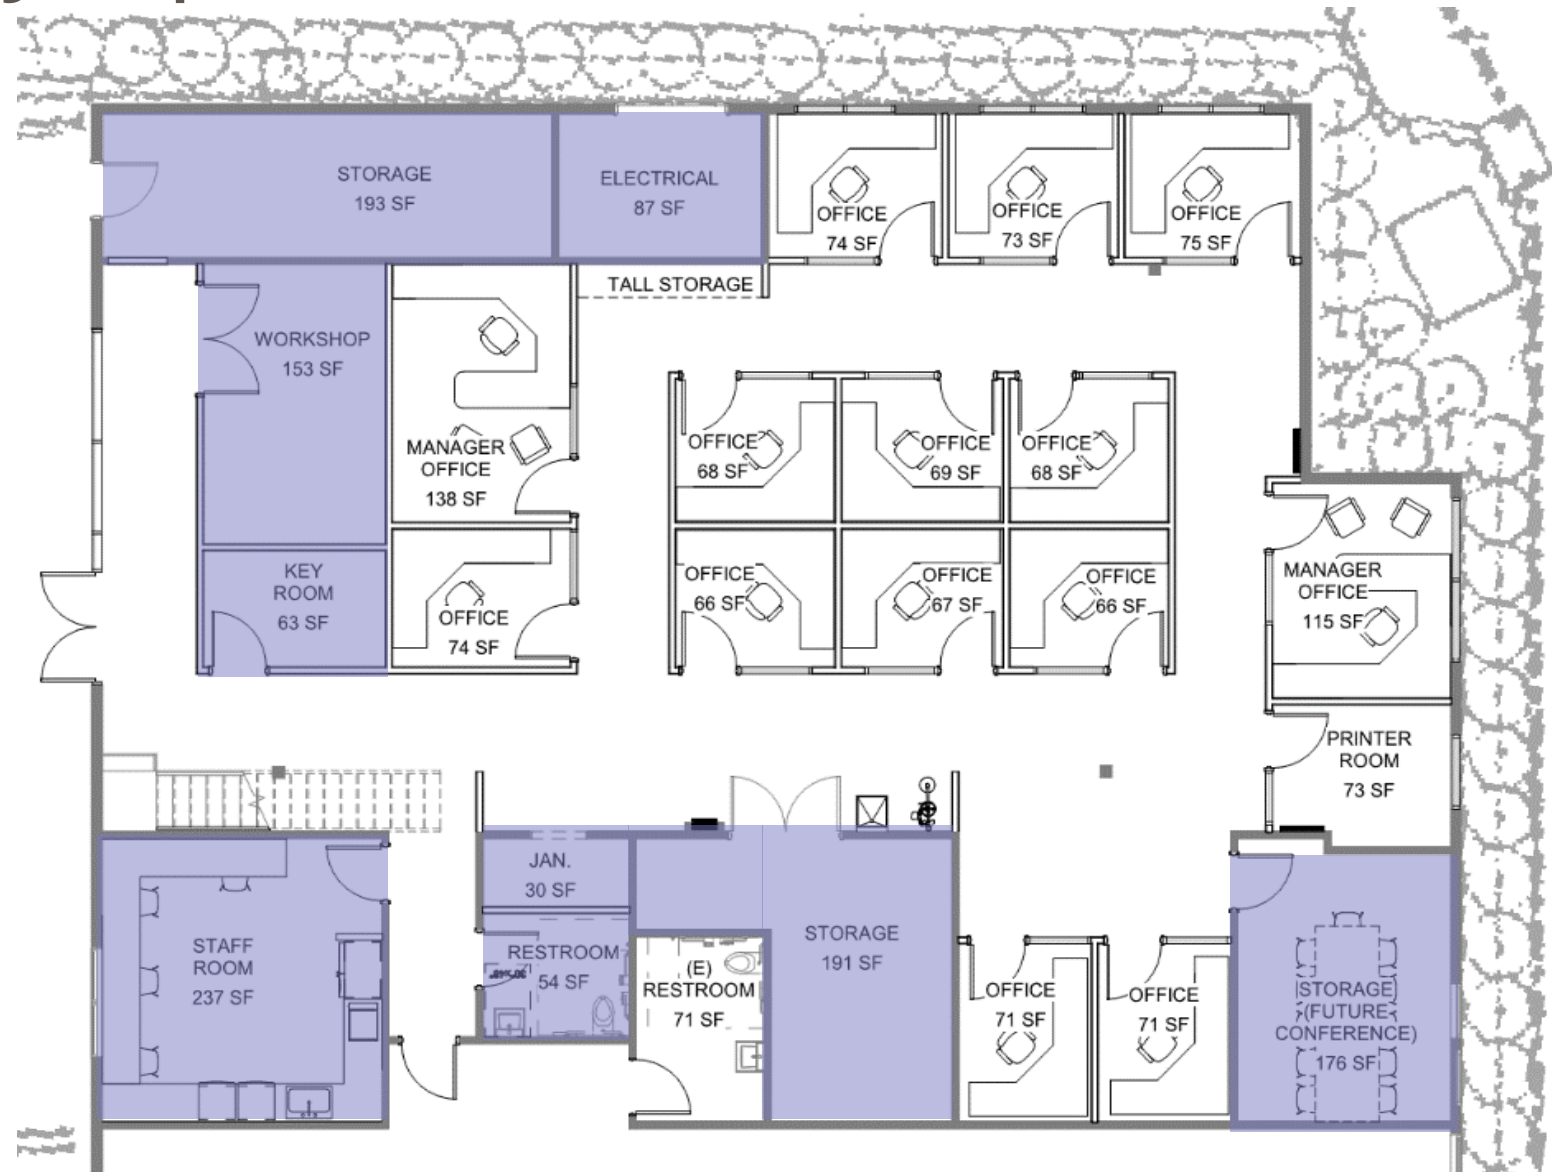 STORAGE
193 SF
ELECTRICAL
87 SF
OFFICE
74 SF
OFFICE
73 SF
OFFICE
75 SF
TALL STORAGE
WORKSHOP
153 SF
MANAGER
OFFICE
138 SF
OFFICE
68 SF
OFFICE
69 SF
OFFICE
68 SF
KEY
ROOM
63 SF
OFFICE
74 SF
OFFICE
66 SF
OFFICE
67 SF
OFFICE
66 SF
MANAGER
OFFICE
115 SF
PRINTER
ROOM
73 SF
JAN.
30 SF
STAFF
ROOM
237 SF
RESTROOM
54 SF
(E)
RESTROOM
71 SF
STORAGE
191 SF
OFFICE
71 SF
OFFICE
71 SF
STORAGE
(FUTURE
CONFERENCE)
176 SF